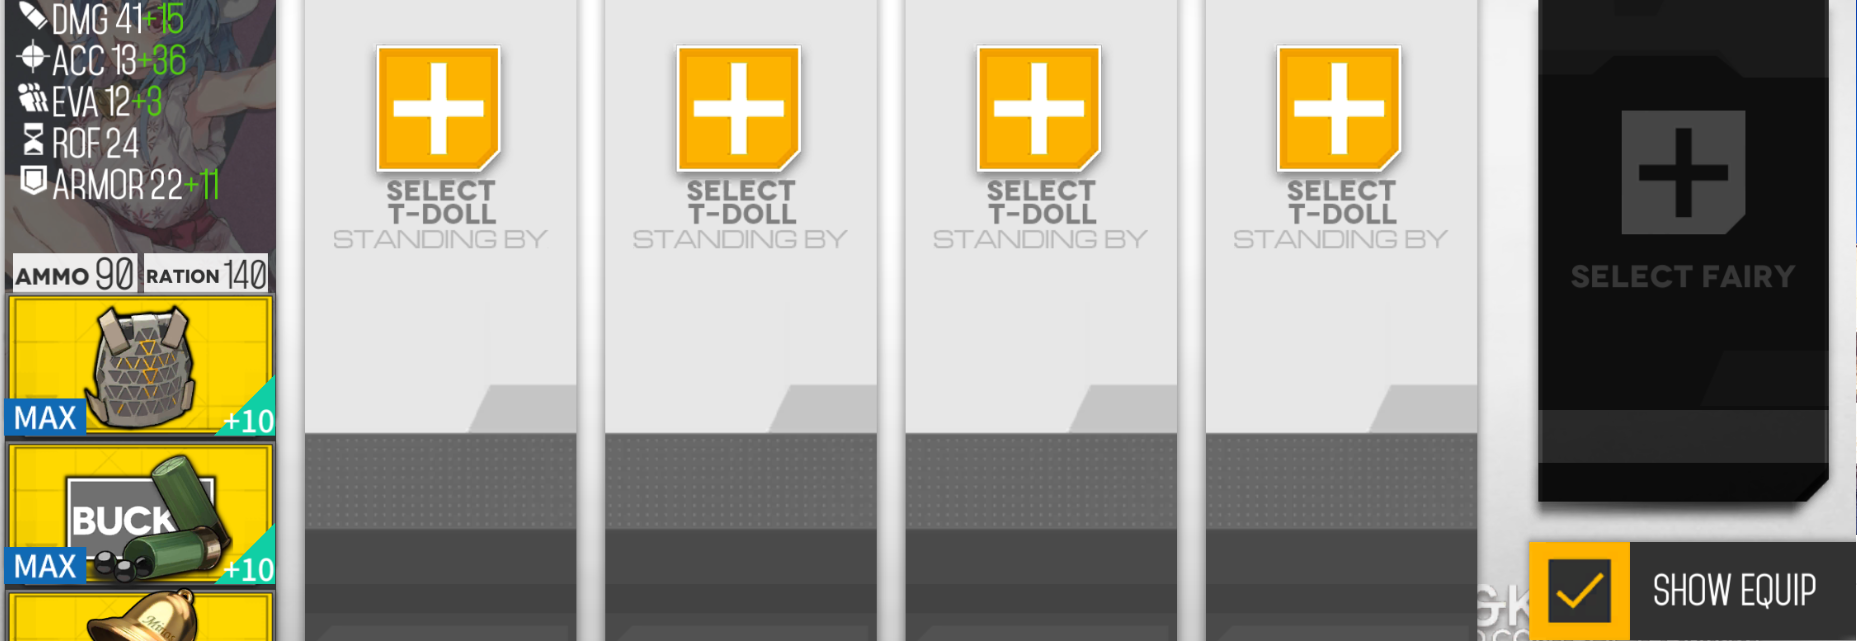 DMG 41+15
ACC 13+36
EVA 12+3
ROF 24
ARMOR 22+11
AMMO 90 RATION 140
MAX +10
BUCK
MAX +10
Minos
SELECT
T-DOLL
STANDING BY
SELECT
T-DOLL
STANDING BY
SELECT
T-DOLL
STANDING BY
SELECT
T-DOLL
STANDING BY
SELECT FAIRY
SHOW EQUIP